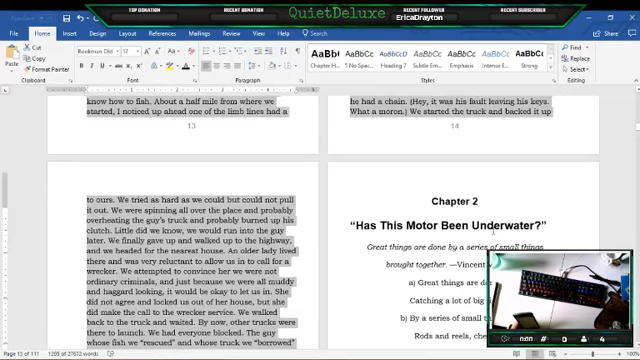 TOP DONATION
RECENT DONATION
QuietDeluxe
RECENT FOLLOWER
EricaDrayton
RECENT SUBSCRIBER
File
Home
Insert
Design
Layout
References
Mailings
Review
View
Help
Cut
Copy
Paste
Format Painter
Bookman Old
12
Clipboard
Font
Paragraph
AaBbC
AaBbCc
AaBbCc
AaBbCc
AaBbCc
AaBbCc
Chapter H...
¶ No Spac...
Emphasis
Intense E...
Strong
Styles
Find
Replace
Select
Editing
know how to fish. About a half mile from where we
started, I noticed up ahead one of the limb lines had a
13
he had a chain. (Hey, it was his fault leaving his keys.
What a moron.) We started the truck and backed it up
14
to ours. We tried as hard as we could but could not pull
it out. We were spinning all over the place and probably
overheating the guy's truck and probably burned up his
clutch. Little did we know, we would run into the guy
later. We finally gave up and walked up to the highway,
and we headed for the nearest house. An older lady lived
there and was very reluctant to allow us in to call for a
wrecker. We attempted to convince her we were not
ordinary criminals, and just because we were all muddy
and haggard looking, it would be okay to let us in. She
did not agree and locked us out of her house, but she
did make the call to the wrecker service. We walked
back to the truck and waited. By now, other trucks were
there to launch. We had everyone blocked. The guy
whose fish we “rescued” and whose truck we “borrowed”
Chapter 2
“Has This Motor Been Underwater?”
Great things are done by a series of small things
brought together. —Vincent
a) Great things are do
Catching a lot of big
b) By a series of small th
Rods and reels, che
0:00
#
0
4
Page 13 of 111
1205 of 27672 words
100%